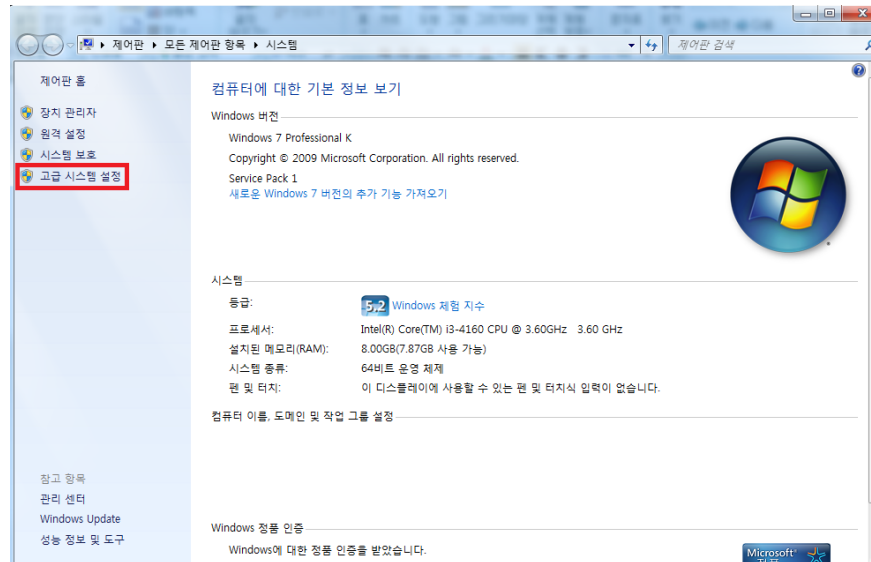 제어판 ▸ 모든 제어판 항목 ▸ 시스템
제어판 검색
제어판 홈
장치 관리자
원격 설정
시스템 보호
고급 시스템 설정
컴퓨터에 대한 기본 정보 보기
Windows 버전
Windows 7 Professional K
Copyright © 2009 Microsoft Corporation. All rights reserved.
Service Pack 1
새로운 Windows 7 버전의 추가 기능 가져오기
시스템
등급: 5,2 Windows 체험 지수
프로세서: Intel(R) Core(TM) i3-4160 CPU @ 3.60GHz 3.60 GHz
설치된 메모리(RAM): 8.00GB(7.87GB 사용 가능)
시스템 종류: 64비트 운영 체제
펜 및 터치: 이 디스플레이에 사용할 수 있는 펜 및 터치식 입력이 없습니다.
컴퓨터 이름, 도메인 및 작업 그룹 설정
참고 항목
관리 센터
Windows Update
성능 정보 및 도구
Windows 정품 인증
Windows에 대한 정품 인증을 받았습니다.
Microsoft